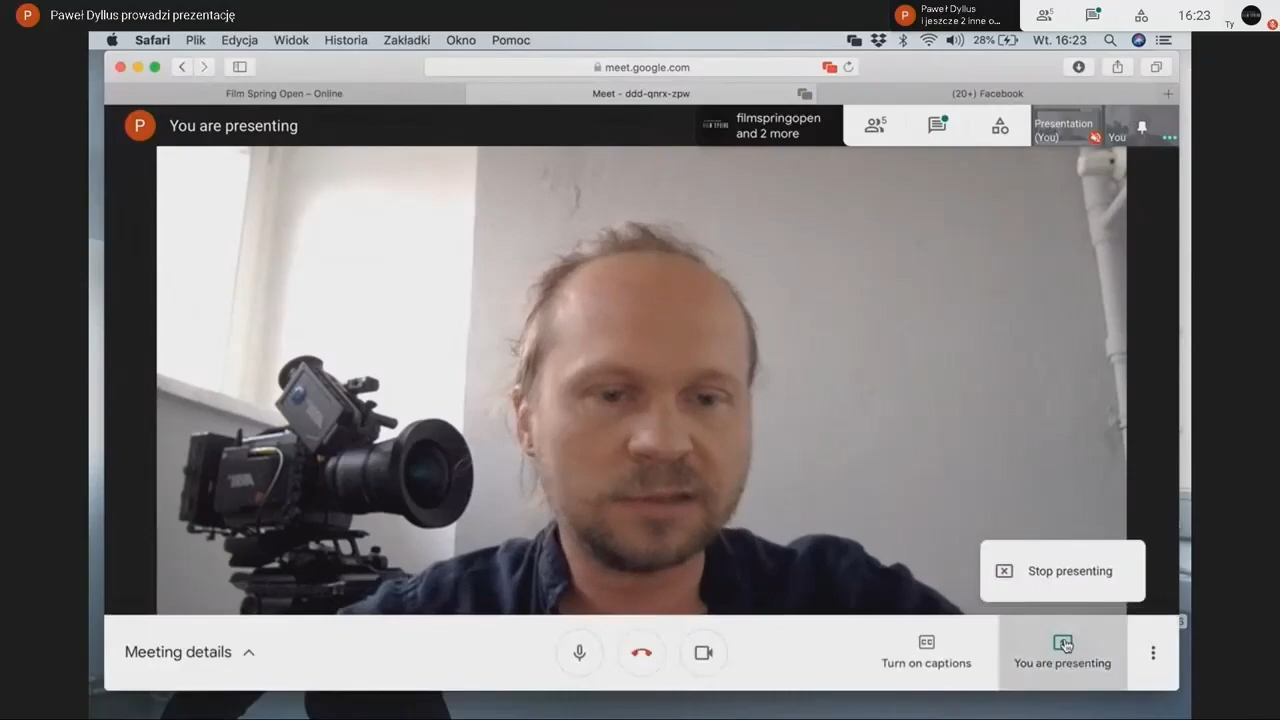 P
Paweł Dyllus prowadzi prezentację
P
Paweł Dyllus
i jeszcze 2 inne o...
5
16:23
Ty
Safari Plik Edycja Widok Historia Zakładki Okno Pomoc
28% Wt. 16:23
meet.google.com
Film Spring Open – Online
Meet - ddd-qnrx-zpw
(20+) Facebook
P
You are presenting
filmspringopen
and 2 more
5
Presentation
(You)
You
Stop presenting
Meeting details
Turn on captions
You are presenting